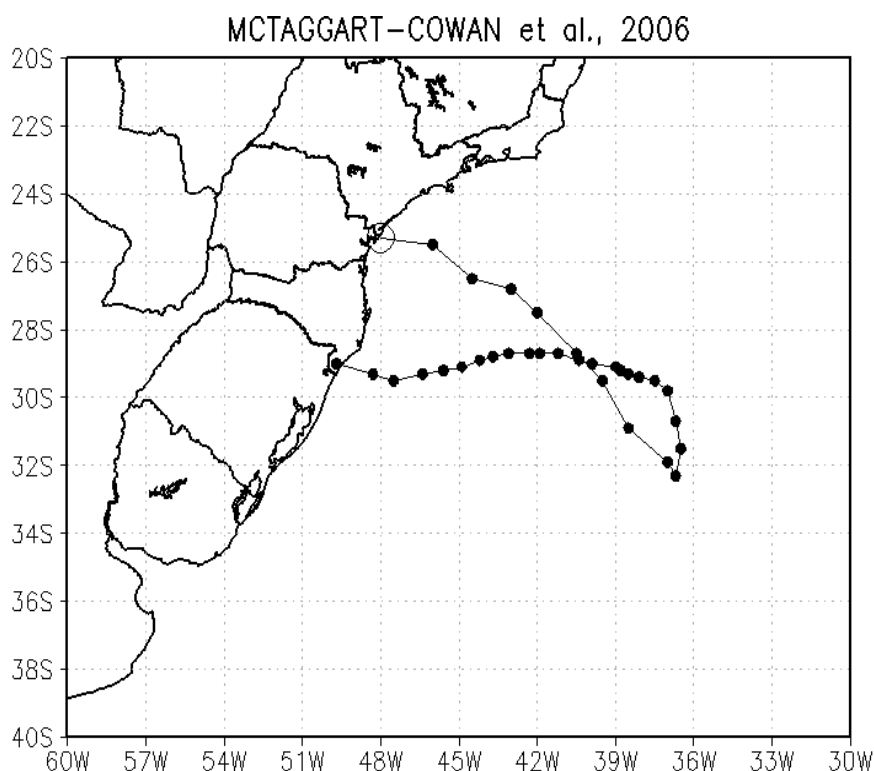 MCTAGGART-COWAN et al., 2006
20S
22S
24S
26S
28S
30S
32S
34S
36S
38S
40S
60W 57W 54W 51W 48W 45W 42W 39W 36W 33W 30W